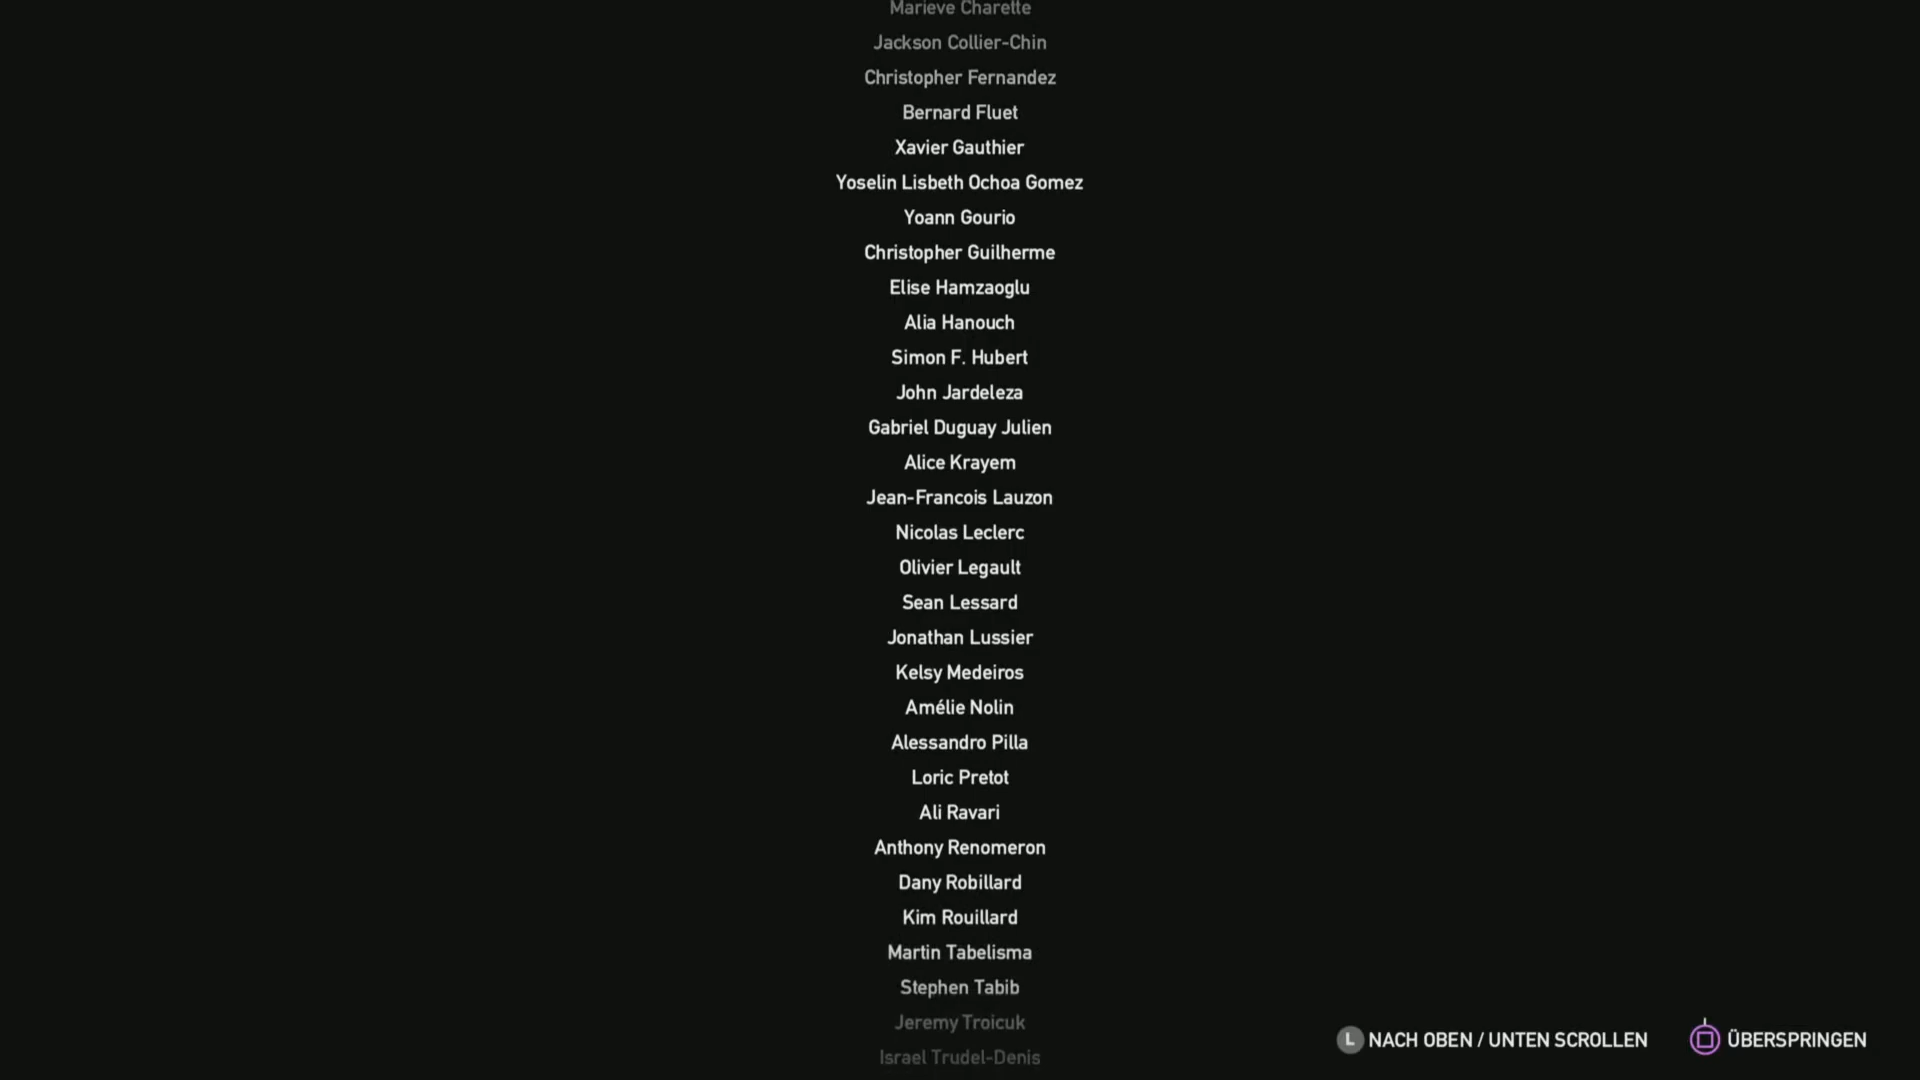 Marieve Charette
Jackson Collier-Chin
Christopher Fernandez
Bernard Fluet
Xavier Gauthier
Yoselin Lisbeth Ochoa Gomez
Yoann Gourio
Christopher Guilherme
Elise Hamzaoglu
Alia Hanouch
Simon F. Hubert
John Jardeleza
Gabriel Duguay Julien
Alice Krayem
Jean-Francois Lauzon
Nicolas Leclerc
Olivier Legault
Sean Lessard
Jonathan Lussier
Kelsy Medeiros
Amélie Nolin
Alessandro Pilla
Loric Pretot
Ali Ravari
Anthony Renomeron
Dany Robillard
Kim Rouillard
Martin Tabelisma
Stephen Tabib
Jeremy Troicuk
Israel Trudel-Denis
L NACH OBEN / UNTEN SCROLLEN ÜBERSPRINGEN